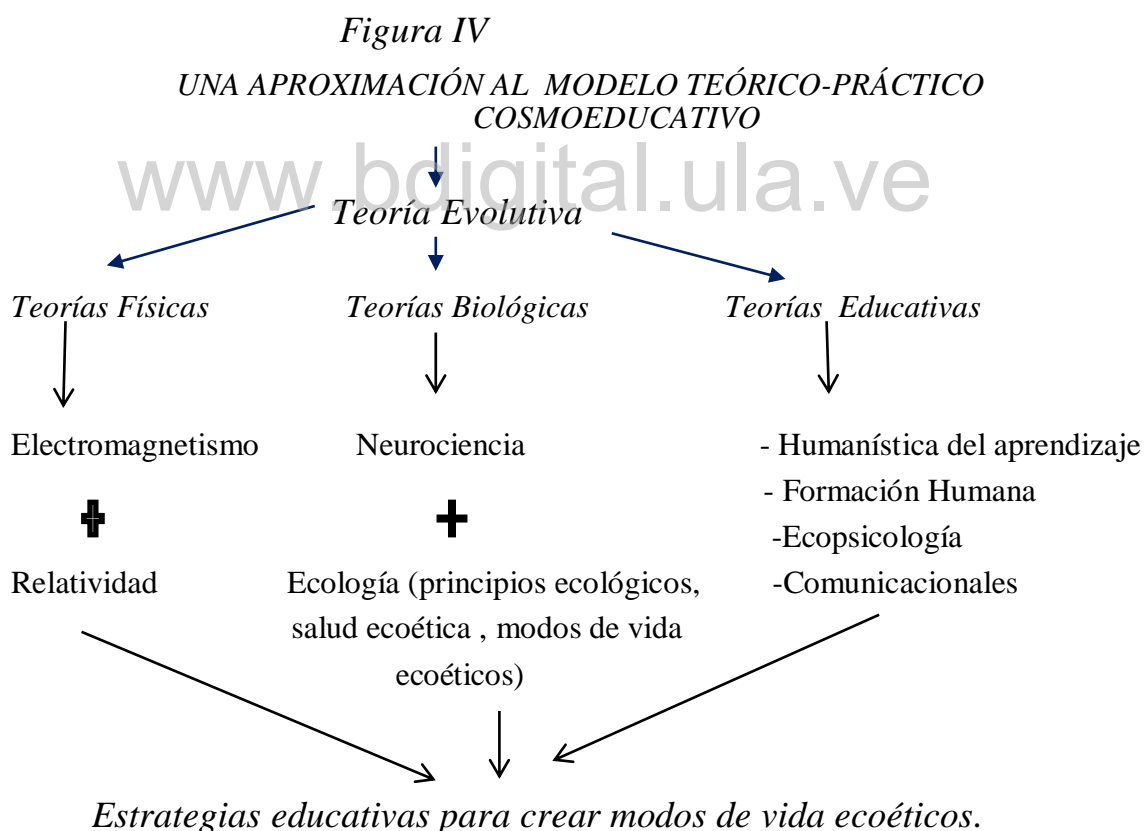 Figura IV
UNA APROXIMACIÓN AL MODELO TEÓRICO-PRÁCTICO
COSMOEDUCATIVO
www.bdigital.ula.ve
Teoría Evolutiva
Teorías Físicas
Teorías Biológicas
Teorías Educativas
Electromagnetismo
+
Relatividad
Neurociencia
+
Ecología (principios ecológicos,
salud ecoética , modos de vida
ecoéticos)
- Humanística del aprendizaje
- Formación Humana
-Ecopsicología
-Comunicacionales
Estrategias educativas para crear modos de vida ecoéticos.